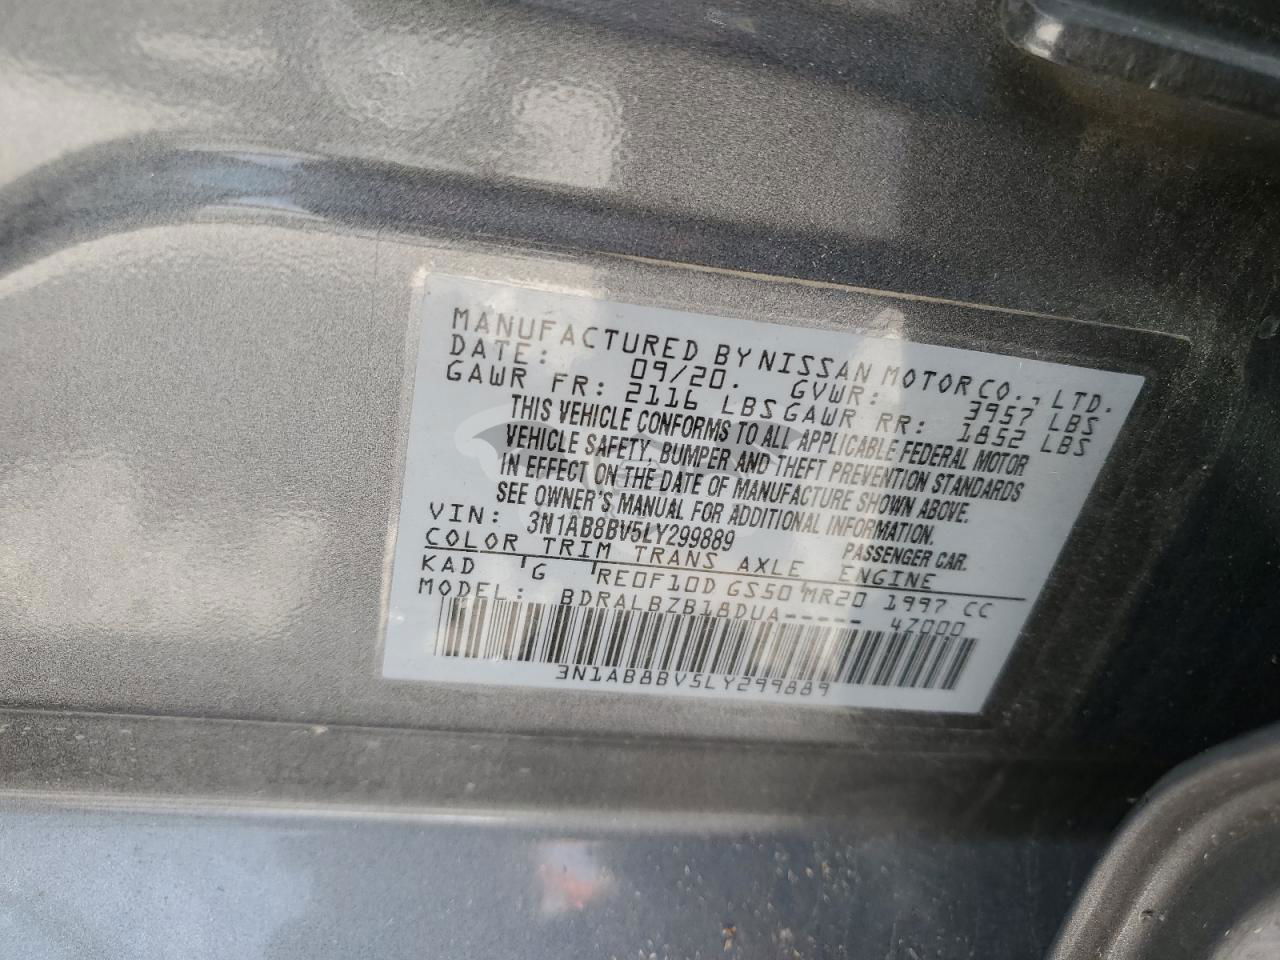 MANUFACTURED BY NISSAN MOTOR CO., LTD.
DATE: 09/20. GVWR: 3957 LBS
GAWR FR: 2116 LBS GAWR RR: 1852 LBS
THIS VEHICLE CONFORMS TO ALL APPLICABLE FEDERAL MOTOR
VEHICLE SAFETY, BUMPER AND THEFT PREVENTION STANDARDS
IN EFFECT ON THE DATE OF MANUFACTURE SHOWN ABOVE.
SEE OWNER'S MANUAL FOR ADDITIONAL INFORMATION.
VIN: 3N1AB8BV5LY299889 PASSENGER CAR.
COLOR TRIM TRANS AXLE ENGINE
KAD G RE0F10D GS50 MR20 1997 CC
MODEL: BDRALBZB18DUA----- 4Z000
3N1AB8BV5LY299889